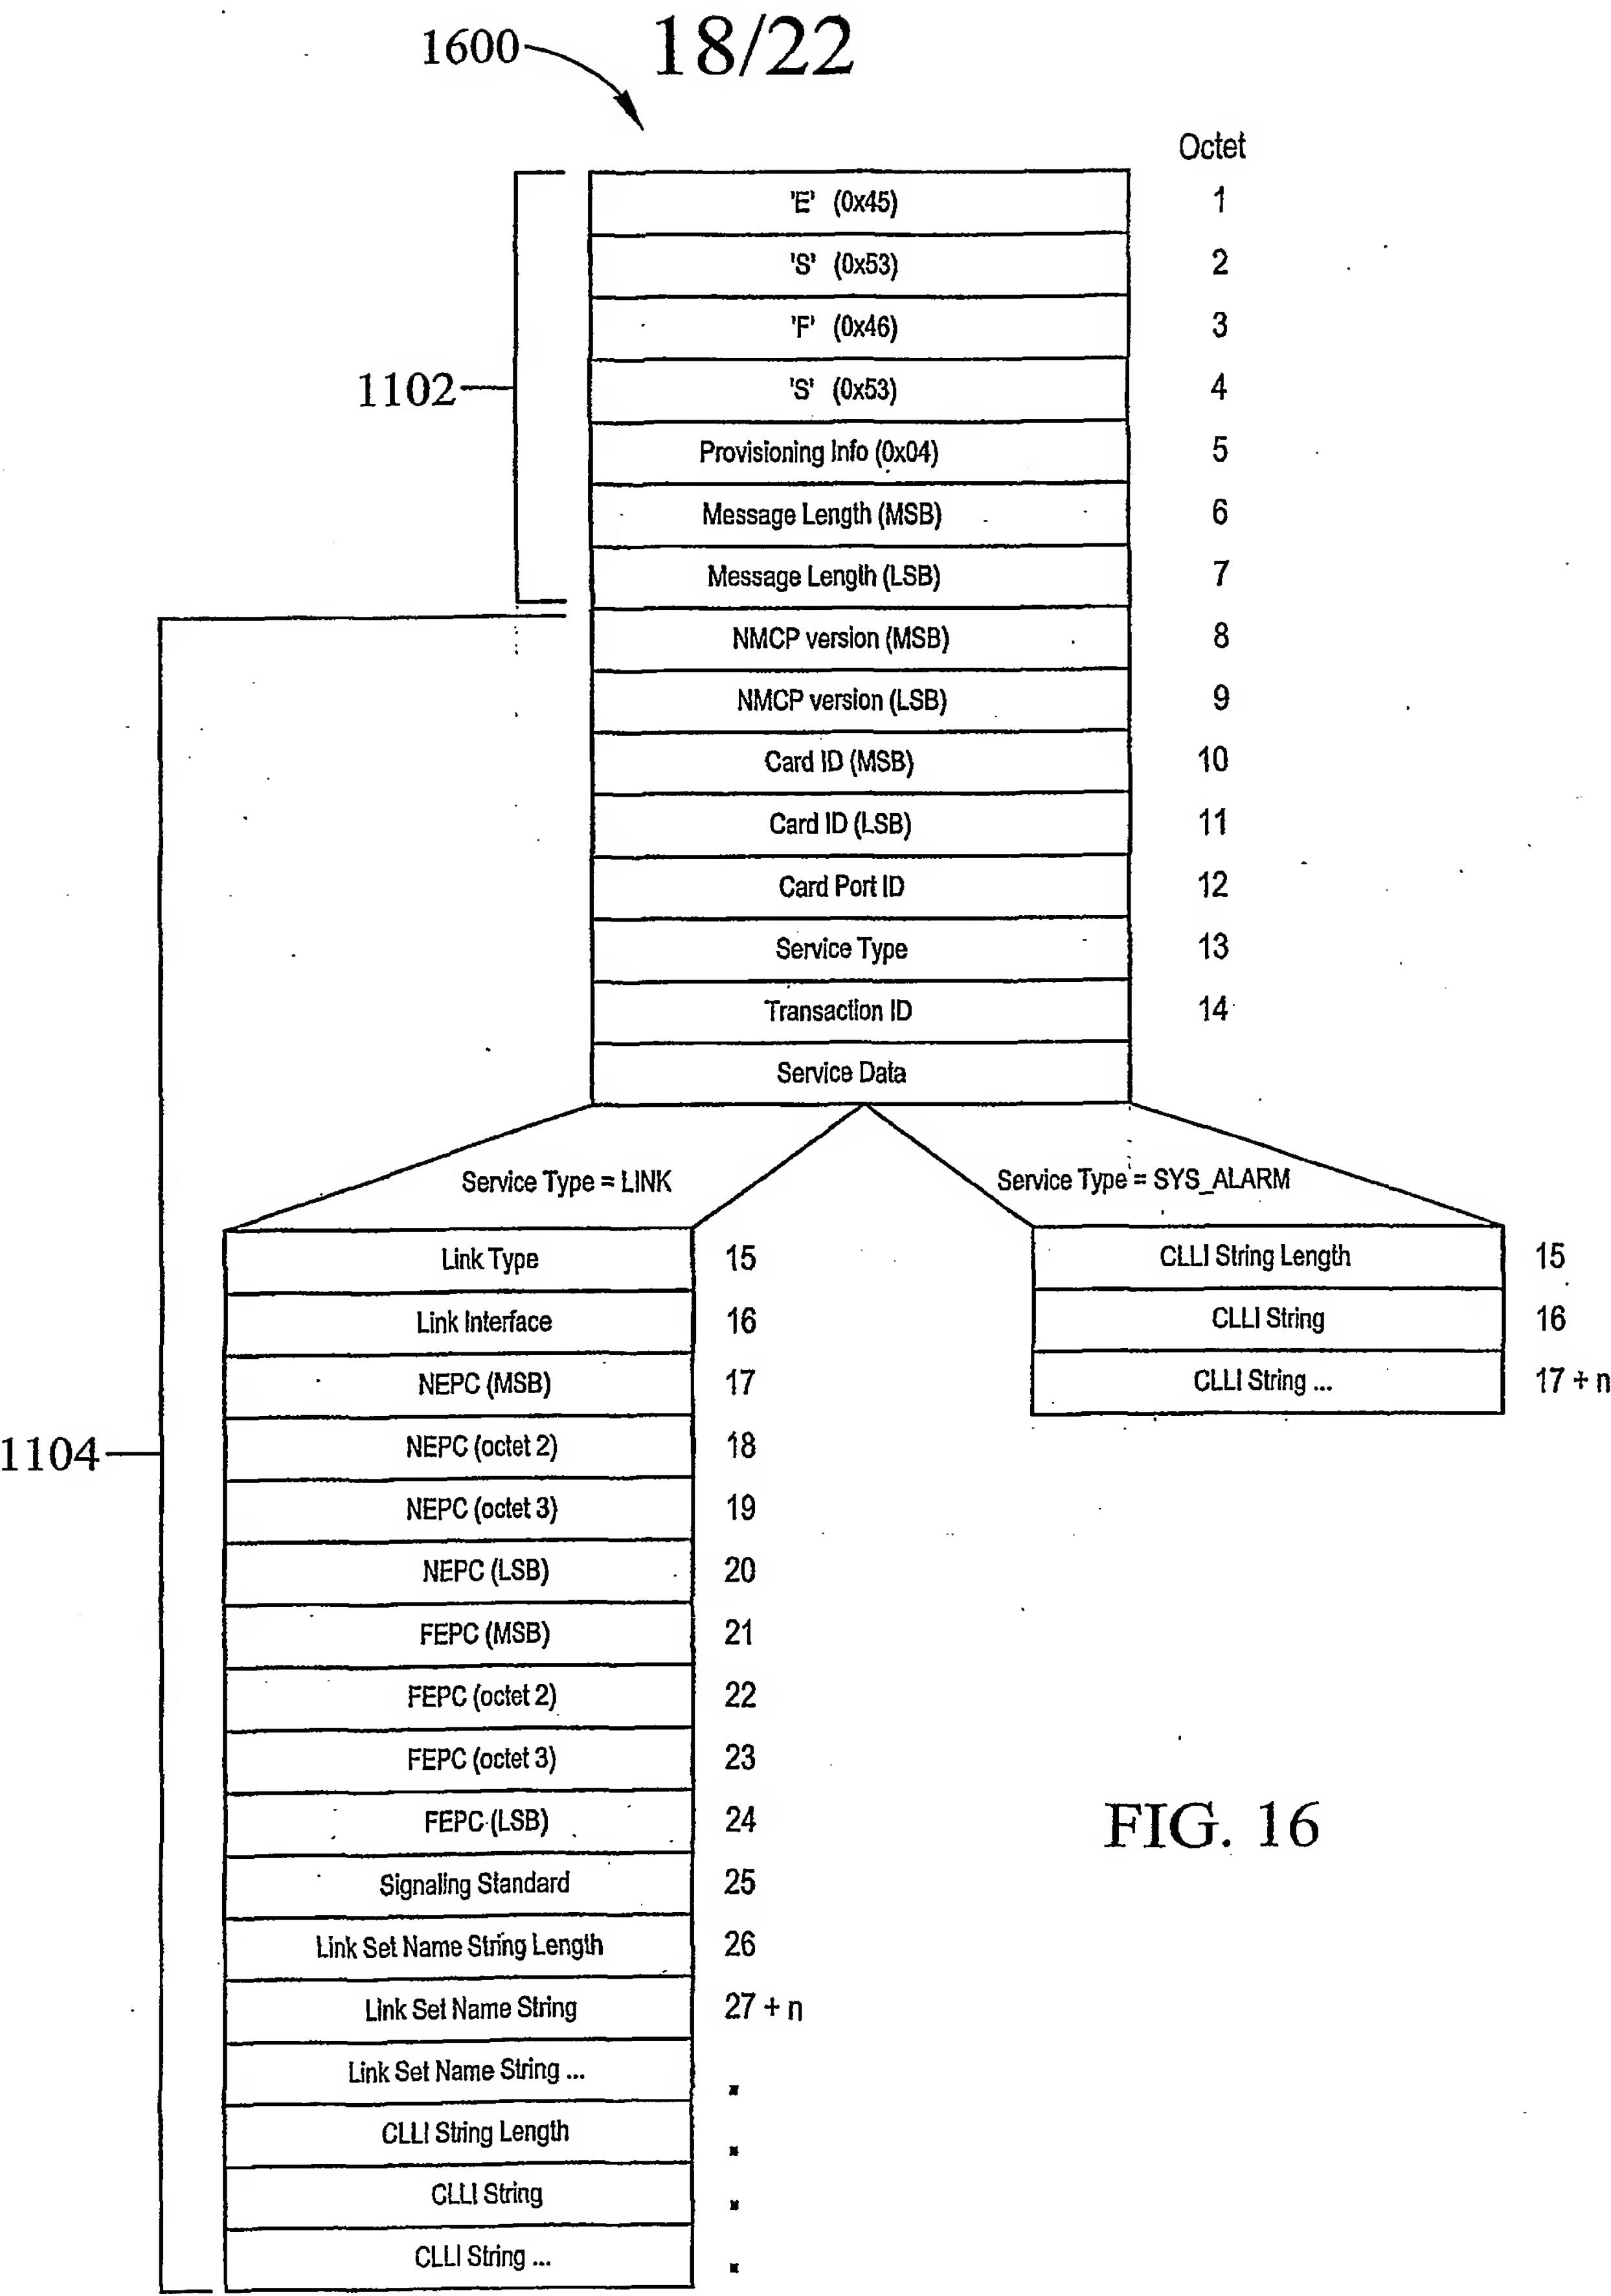 18/22
1600
Octet
'E' (0x45) 1
'S' (0x53) 2
'F' (0x46) 3
1102 'S' (0x53) 4
Provisioning Info (0x04) 5
Message Length (MSB) 6
Message Length (LSB) 7
NMCP version (MSB) 8
NMCP version (LSB) 9
Card ID (MSB) 10
Card ID (LSB) 11
Card Port ID 12
Service Type 13
Transaction ID 14
Service Data
Service Type = LINK
Link Type 15
Link Interface 16
NEPC (MSB) 17
1104 NEPC (octet 2) 18
NEPC (octet 3) 19
NEPC (LSB) 20
FEPC (MSB) 21
FEPC (octet 2) 22
FEPC (octet 3) 23
FEPC (LSB) 24
Signaling Standard 25
Link Set Name String Length 26
Link Set Name String 27 + n
Link Set Name String ...
CLLI String Length
CLLI String
CLLI String ...
Service Type = SYS_ALARM
CLLI String Length 15
CLLI String 16
CLLI String ... 17 + n
FIG. 16